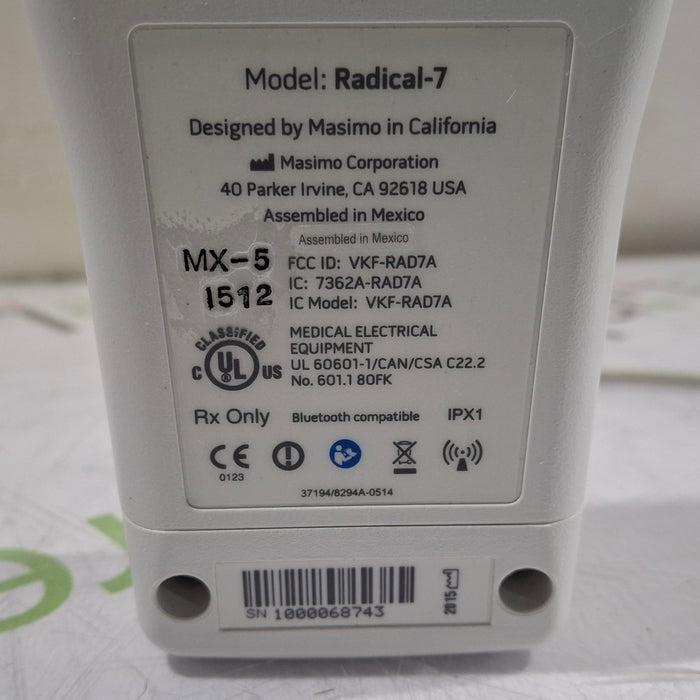 Model: Radical-7
Designed by Masimo in California
Masimo Corporation
40 Parker Irvine, CA 92618 USA
Assembled in Mexico
Assembled in Mexico
MX-5
1512
FCC ID: VKF-RAD7A
IC: 7362A-RAD7A
IC Model: VKF-RAD7A
CLASSIFIED
C UL ® US
MEDICAL ELECTRICAL
EQUIPMENT
UL 60601-1/CAN/CSA C22.2
No. 601.1 80FK
Rx Only Bluetooth compatible IPX1
CE
0123
37194/8294A-0514
SN 1000068743
2015